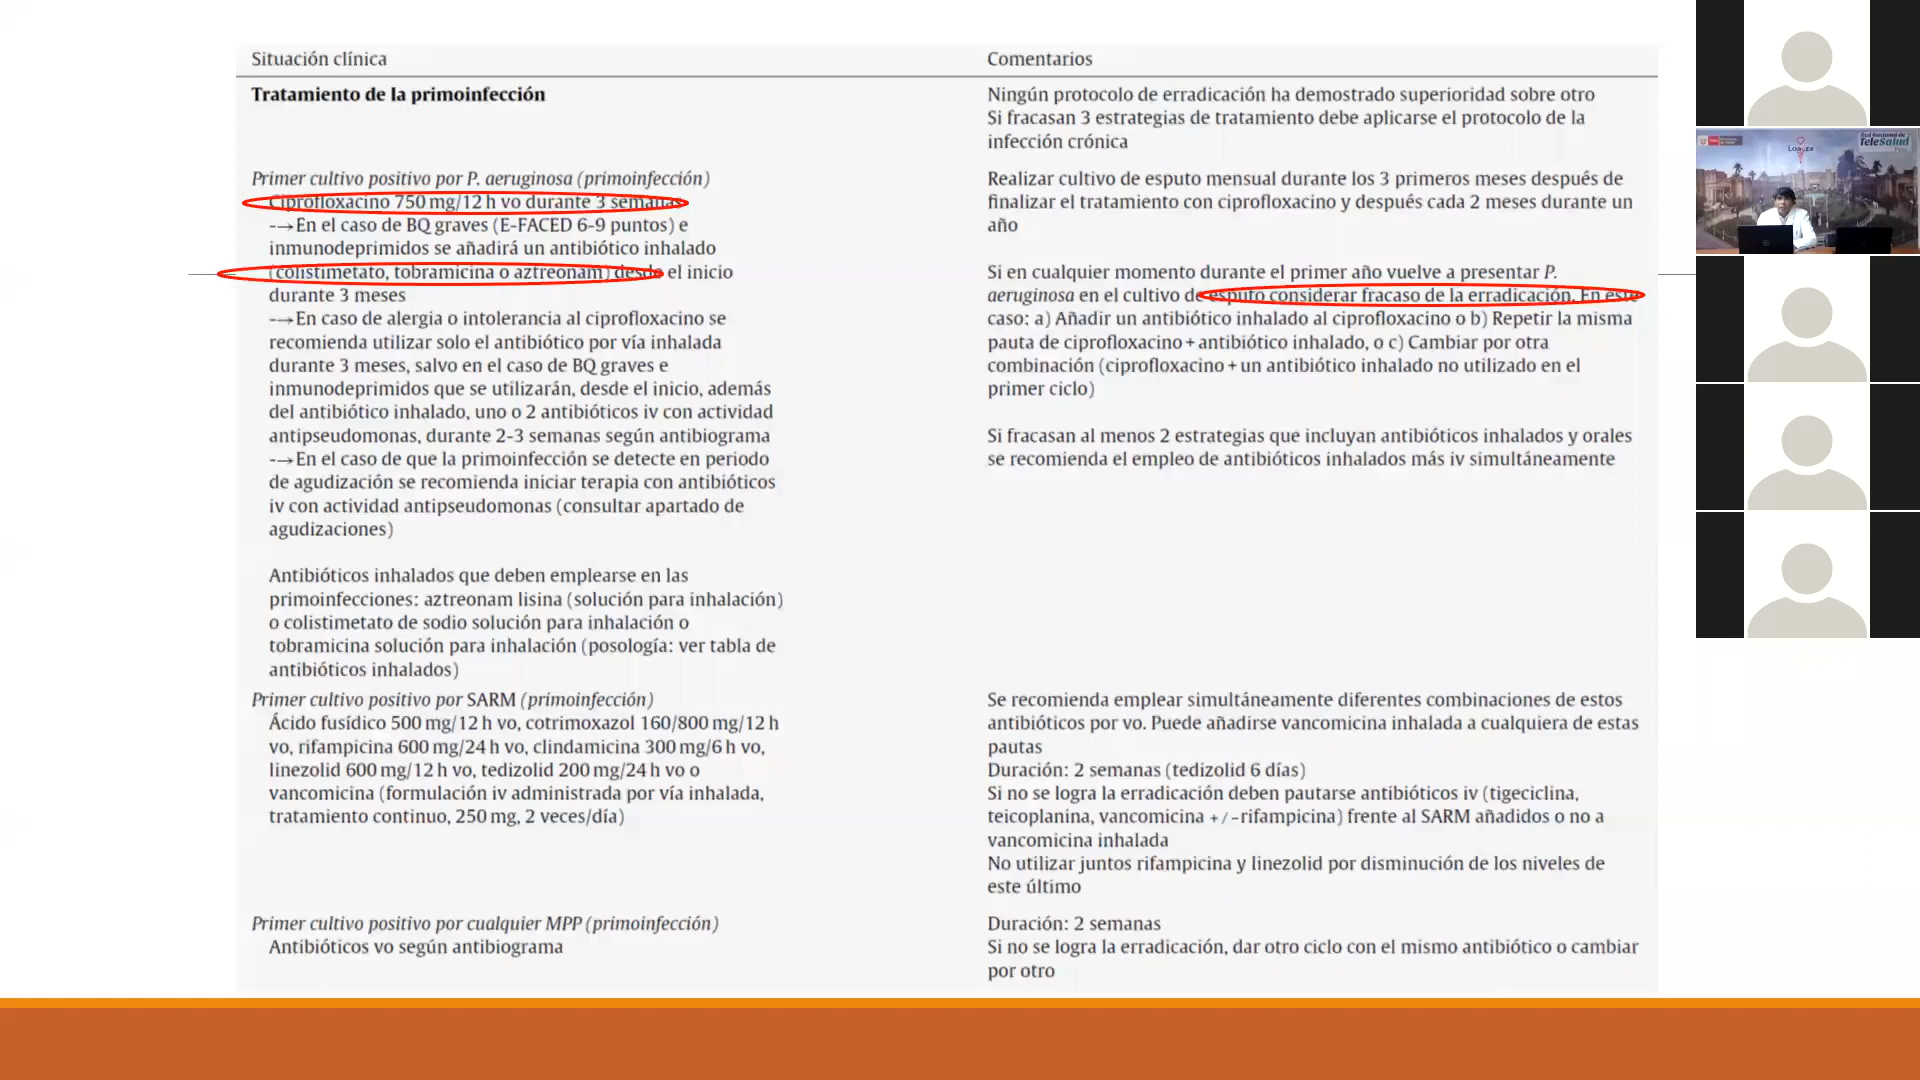 Situación clínica
Comentarios
Tratamiento de la primoinfección
Ningún protocolo de erradicación ha demostrado superioridad sobre otro
Si fracasan 3 estrategias de tratamiento debe aplicarse el protocolo de la
infección crónica
Primer cultivo positivo por P. aeruginosa (primoinfección)
Ciprofloxacino 750 mg/12 h vo durante 3 semanas
-→En el caso de BQ graves (E-FACED 6-9 puntos) e
inmunodeprimidos se añadirá un antibiótico inhalado
(colistimetato, tobramicina o aztreonam) desde el inicio
durante 3 meses
-→En caso de alergia o intolerancia al ciprofloxacino se
recomienda utilizar solo el antibiótico por vía inhalada
durante 3 meses, salvo en el caso de BQ graves e
inmunodeprimidos que se utilizarán, desde el inicio, además
del antibiótico inhalado, uno o 2 antibióticos iv con actividad
antipseudomonas, durante 2-3 semanas según antibiograma
-→En el caso de que la primoinfección se detecte en periodo
de agudización se recomienda iniciar terapia con antibióticos
iv con actividad antipseudomonas (consultar apartado de
agudizaciones)
Antibióticos inhalados que deben emplearse en las
primoinfecciones: aztreonam lisina (solución para inhalación)
o colistimetato de sodio solución para inhalación o
tobramicina solución para inhalación (posología: ver tabla de
antibióticos inhalados)
Realizar cultivo de esputo mensual durante los 3 primeros meses después de
finalizar el tratamiento con ciprofloxacino y después cada 2 meses durante un
año
Si en cualquier momento durante el primer año vuelve a presentar P.
aeruginosa en el cultivo de esputo considerar fracaso de la erradicación. En este
caso: a) Añadir un antibiótico inhalado al ciprofloxacino o b) Repetir la misma
pauta de ciprofloxacino + antibiótico inhalado, o c) Cambiar por otra
combinación (ciprofloxacino + un antibiótico inhalado no utilizado en el
primer ciclo)
Si fracasan al menos 2 estrategias que incluyan antibióticos inhalados y orales
se recomienda el empleo de antibióticos inhalados más iv simultáneamente
Primer cultivo positivo por SARM (primoinfección)
Ácido fusídico 500 mg/12 h vo, cotrimoxazol 160/800 mg/12 h
vo, rifampicina 600 mg/24 h vo, clindamicina 300 mg/6 h vo,
linezolid 600 mg/12 h vo, tedizolid 200 mg/24 h vo o
vancomicina (formulación iv administrada por vía inhalada,
tratamiento continuo, 250 mg, 2 veces/día)
Se recomienda emplear simultáneamente diferentes combinaciones de estos
antibióticos por vo. Puede añadirse vancomicina inhalada a cualquiera de estas
pautas
Duración: 2 semanas (tedizolid 6 días)
Si no se logra la erradicación deben pautarse antibióticos iv (tigeciclina,
teicoplanina, vancomicina +/−rifampicina) frente al SARM añadidos o no a
vancomicina inhalada
No utilizar juntos rifampicina y linezolid por disminución de los niveles de
este último
Primer cultivo positivo por cualquier MPP (primoinfección)
Antibióticos vo según antibiograma
Duración: 2 semanas
Si no se logra la erradicación, dar otro ciclo con el mismo antibiótico o cambiar
por otro
Loayza
Red Nacional de
TeleSalud